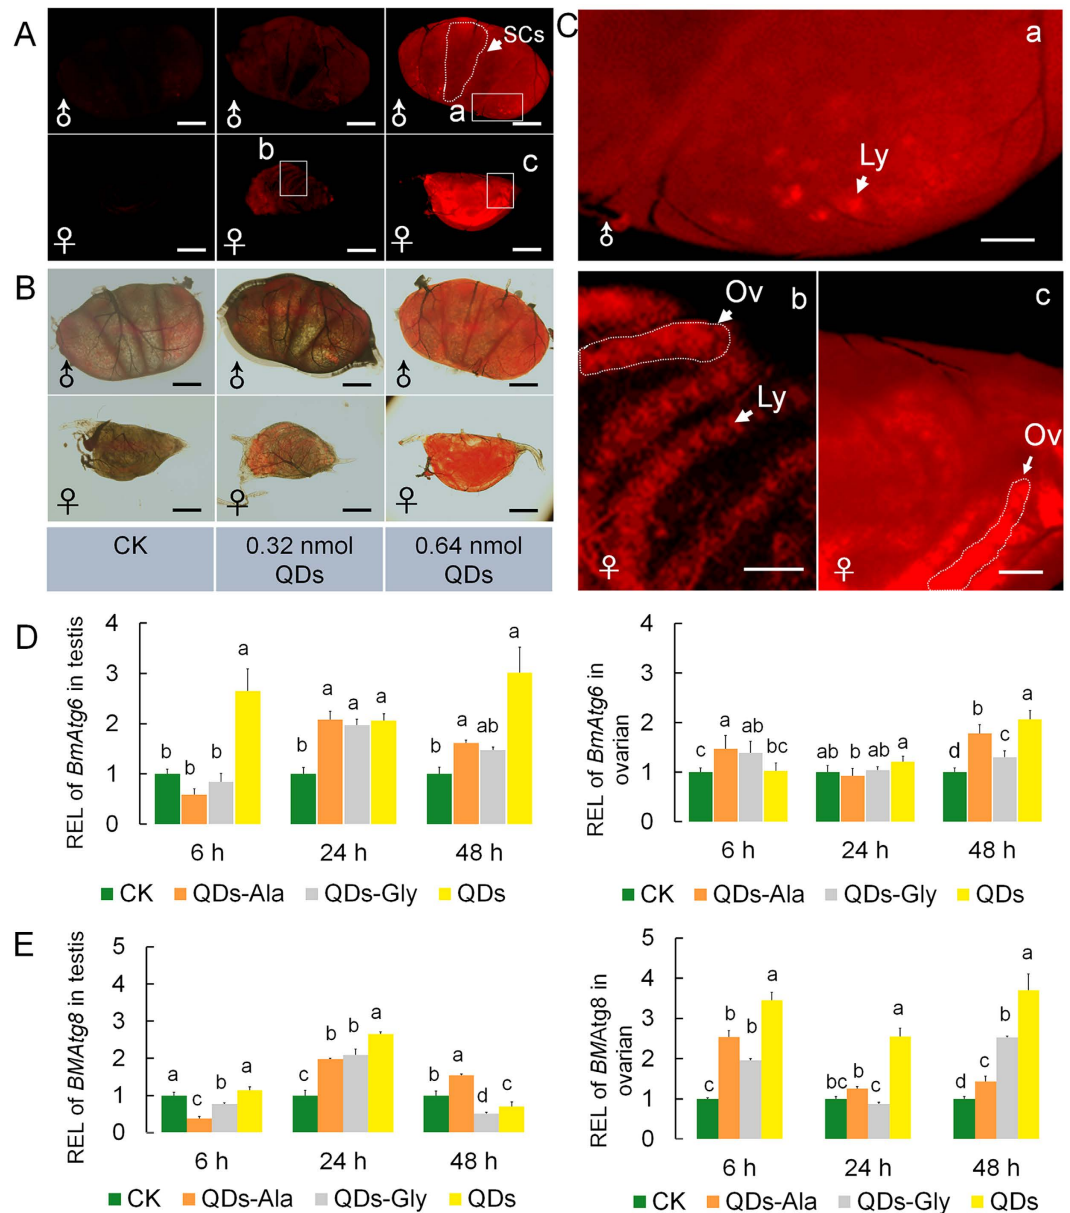 A
SCs
♂
♂
♂
a
b
c
♀
♀
♀
B
♂
♂
♂
♀
♀
♀
CK
0.32 nmol
QDs
0.64 nmol
QDs
C
a
Ly
♂
b
Ov
Ly
♀
c
Ov
♀
D
REL of BmAtg6 in testis
4
3
2
1
0
b
b
b
a
b
a
a
a
b
a
ab
a
6 h
24 h
48 h
CK
QDs-Ala
QDs-Gly
QDs
REL of BmAtg6 in
ovarian
4
3
2
1
0
c
a
ab
bc
ab
b
ab
a
d
b
c
a
6 h
24 h
48 h
CK
QDs-Ala
QDs-Gly
QDs
E
REL of BMAtg8 in testis
5
4
3
2
1
0
a
c
b
a
c
b
b
a
b
a
d
c
6 h
24 h
48 h
CK
QDs-Ala
QDs-Gly
QDs
REL of BMAtg8 in
ovarian
5
4
3
2
1
0
c
b
b
a
bc
b
c
a
d
c
b
a
6 h
24 h
48 h
CK
QDs-Ala
QDs-Gly
QDs